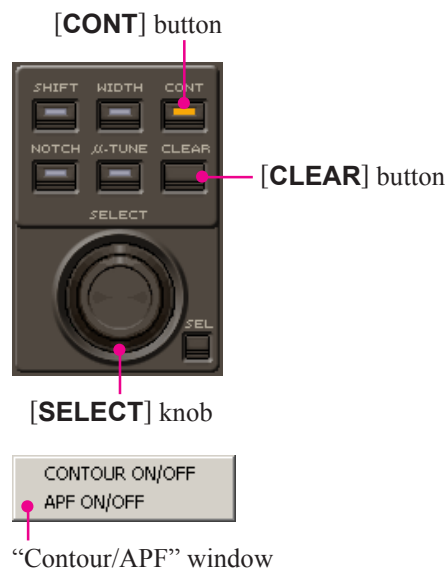 [CONT] button
SHIFT WIDTH CONT
NOTCH µ-TUNE CLEAR
[CLEAR] button
SELECT
SEL
[SELECT] knob
CONTOUR ON/OFF
APF ON/OFF
“Contour/APF” window